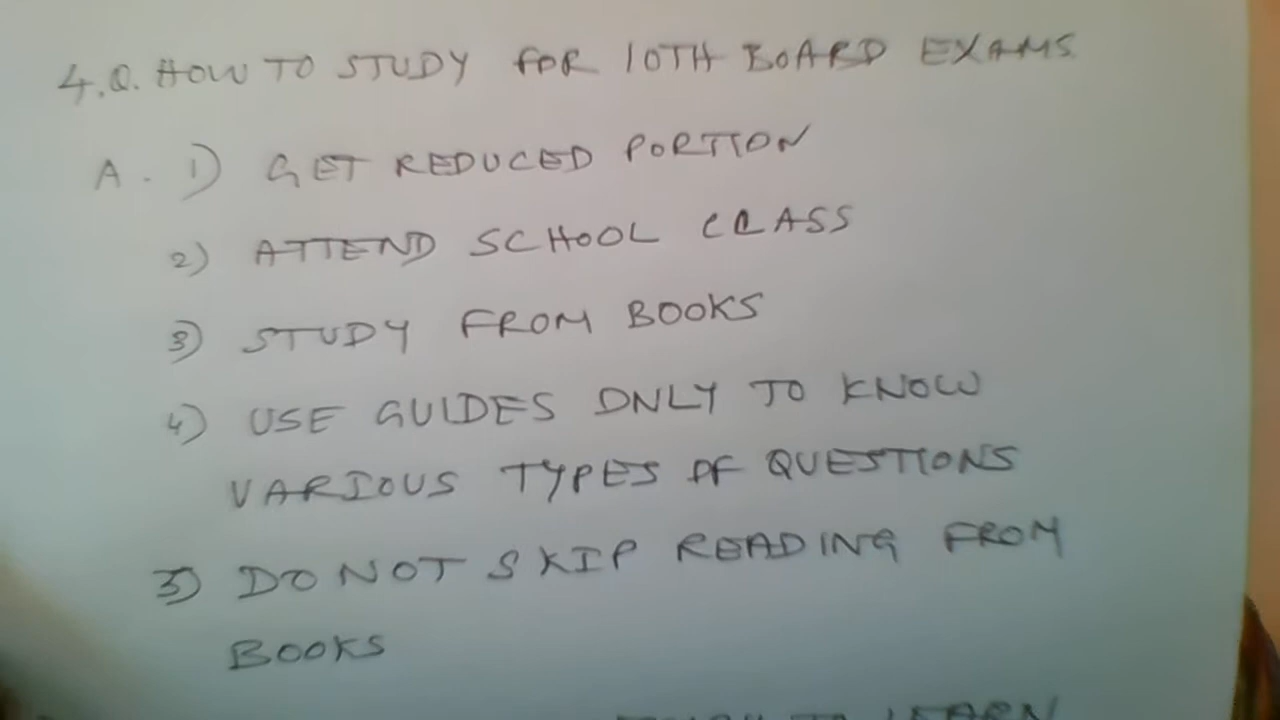 4.Q. HOW TO STUDY FOR 10TH BOARD EXAMS
A. 1) GET REDUCED PORTION
2) ATTEND SCHOOL CLASS
3) STUDY FROM BOOKS
4) USE GUIDES ONLY TO KNOW
VARIOUS TYPES OF QUESTIONS
5) DO NOT SKIP READING FROM
BOOKS
LEARN